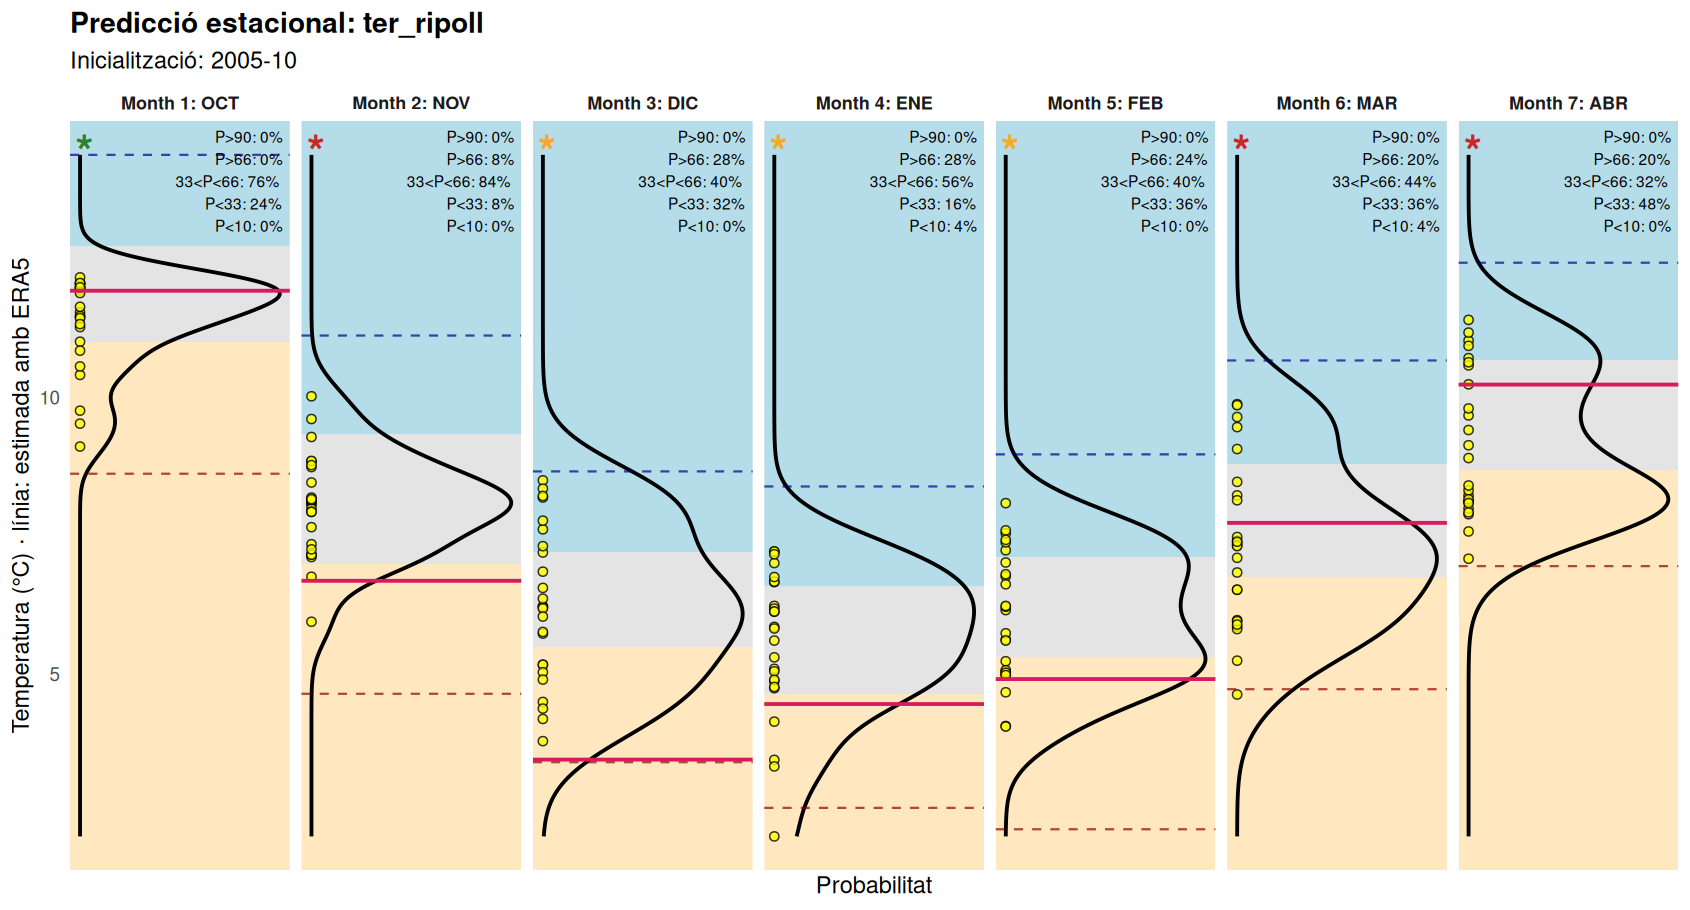 Predicció estacional: ter_ripoll
Inicialització: 2005-10
Month 1: OCT
Month 2: NOV
Month 3: DIC
Month 4: ENE
Month 5: FEB
Month 6: MAR
Month 7: ABR
*
P>90: 0%
P>66: 0%
33<P<66: 76%
P<33: 24%
P<10: 0%
*
P>90: 0%
P>66: 8%
33<P<66: 84%
P<33: 8%
P<10: 0%
*
P>90: 0%
P>66: 28%
33<P<66: 40%
P<33: 32%
P<10: 0%
*
P>90: 0%
P>66: 28%
33<P<66: 56%
P<33: 16%
P<10: 4%
*
P>90: 0%
P>66: 24%
33<P<66: 40%
P<33: 36%
P<10: 0%
*
P>90: 0%
P>66: 20%
33<P<66: 44%
P<33: 36%
P<10: 4%
*
P>90: 0%
P>66: 20%
33<P<66: 32%
P<33: 48%
P<10: 0%
10
5
Temperatura (°C) · línia: estimada amb ERA5
Probabilitat